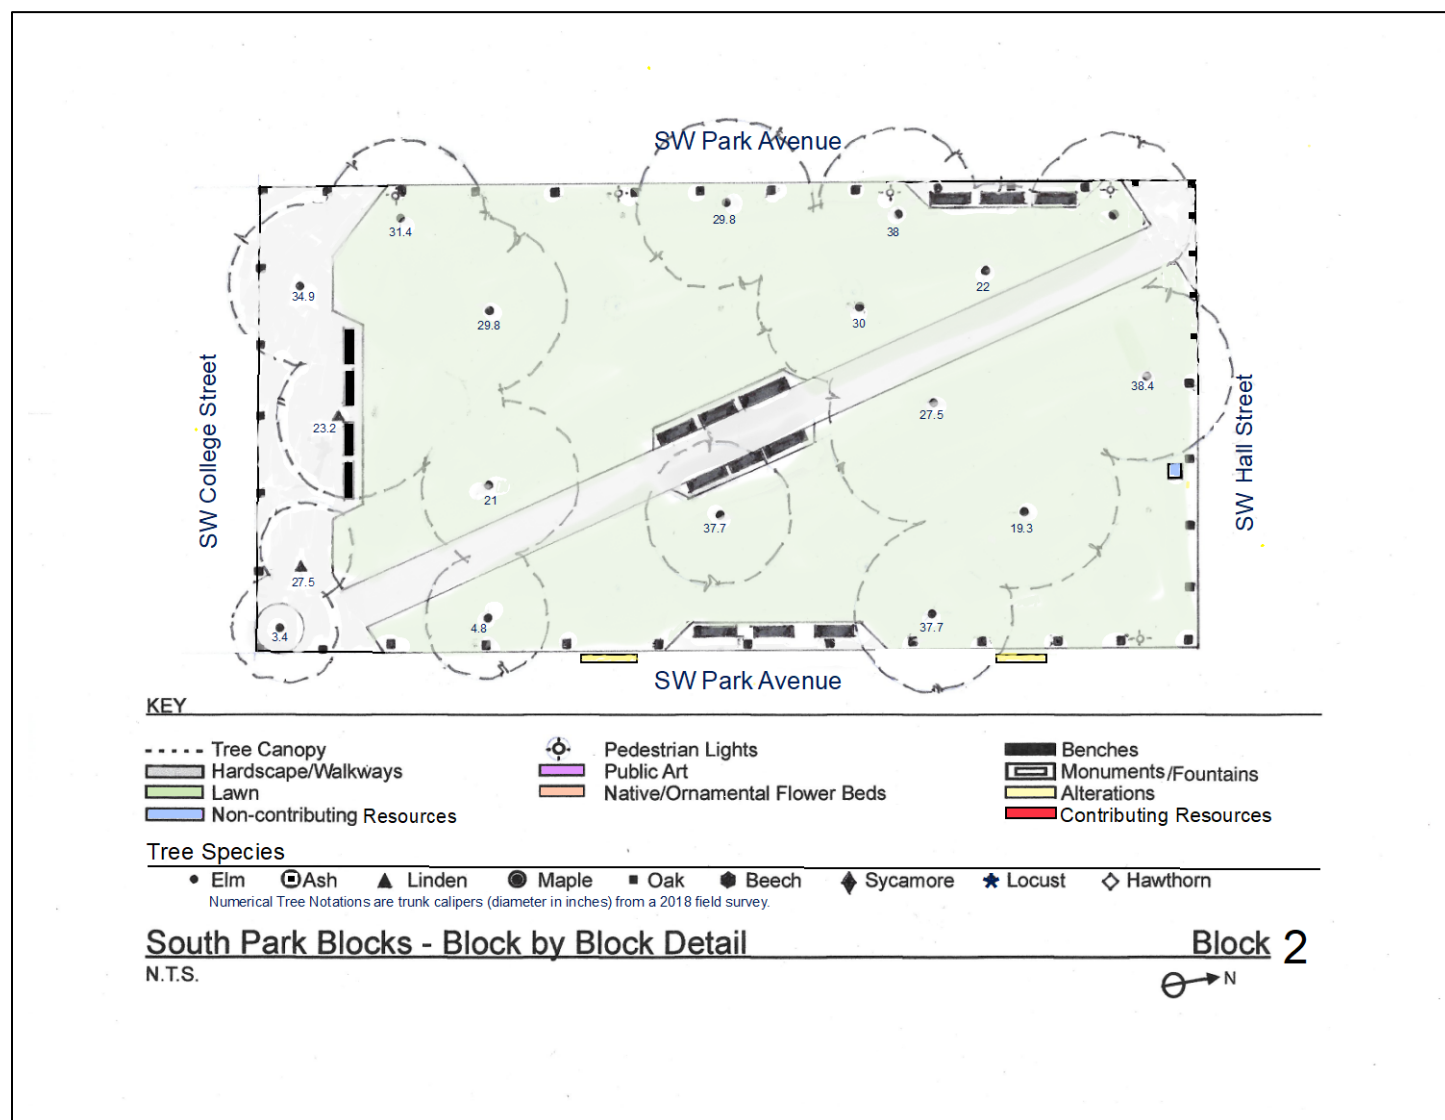 SW Park Avenue
31.4
29.8
38
34.9
22
29.8
30
38.4
23.2
27.5
SW College Street
SW Hall Street
21
37.7
19.3
27.5
3.4
4.8
37.7
SW Park Avenue
KEY
Tree Canopy
Pedestrian Lights
Benches
Hardscape/Walkways
Public Art
Monuments/Fountains
Lawn
Native/Ornamental Flower Beds
Alterations
Non-contributing Resources
Contributing Resources
Tree Species
Elm Ash Linden Maple Oak Beech Sycamore Locust Hawthorn
Numerical Tree Notations are trunk calipers (diameter in inches) from a 2018 field survey.
South Park Blocks - Block by Block Detail
Block 2
N.T.S.
N